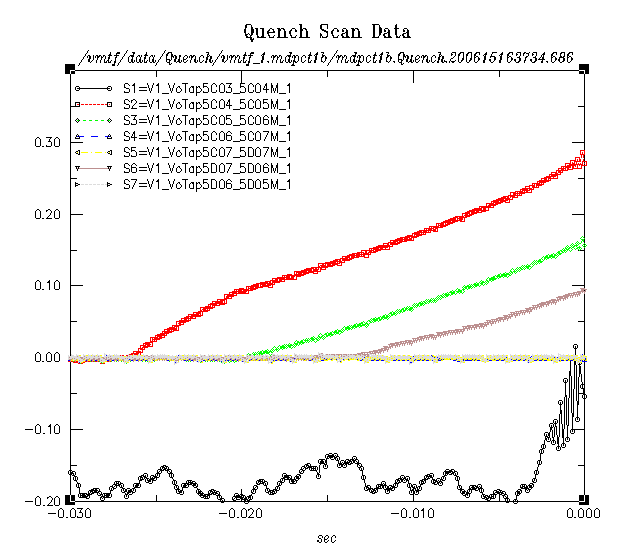 Quench Scan Data
/vmtf/data/Quench/vmtf_1.mdpct1b/mdpct1b.Quench.200615163734.686
S1=V1_VoTap5C03_5C04M_1
S2=V1_VoTap5C04_5C05M_1
S3=V1_VoTap5C05_5C06M_1
S4=V1_VoTap5C06_5C07M_1
S5=V1_VoTap5C07_5D07M_1
S6=V1_VoTap5D07_5D06M_1
S7=V1_VoTap5D06_5D05M_1
0.30
0.20
0.10
0.00
-0.10
-0.20
-0.030
-0.020
-0.010
0.000
sec